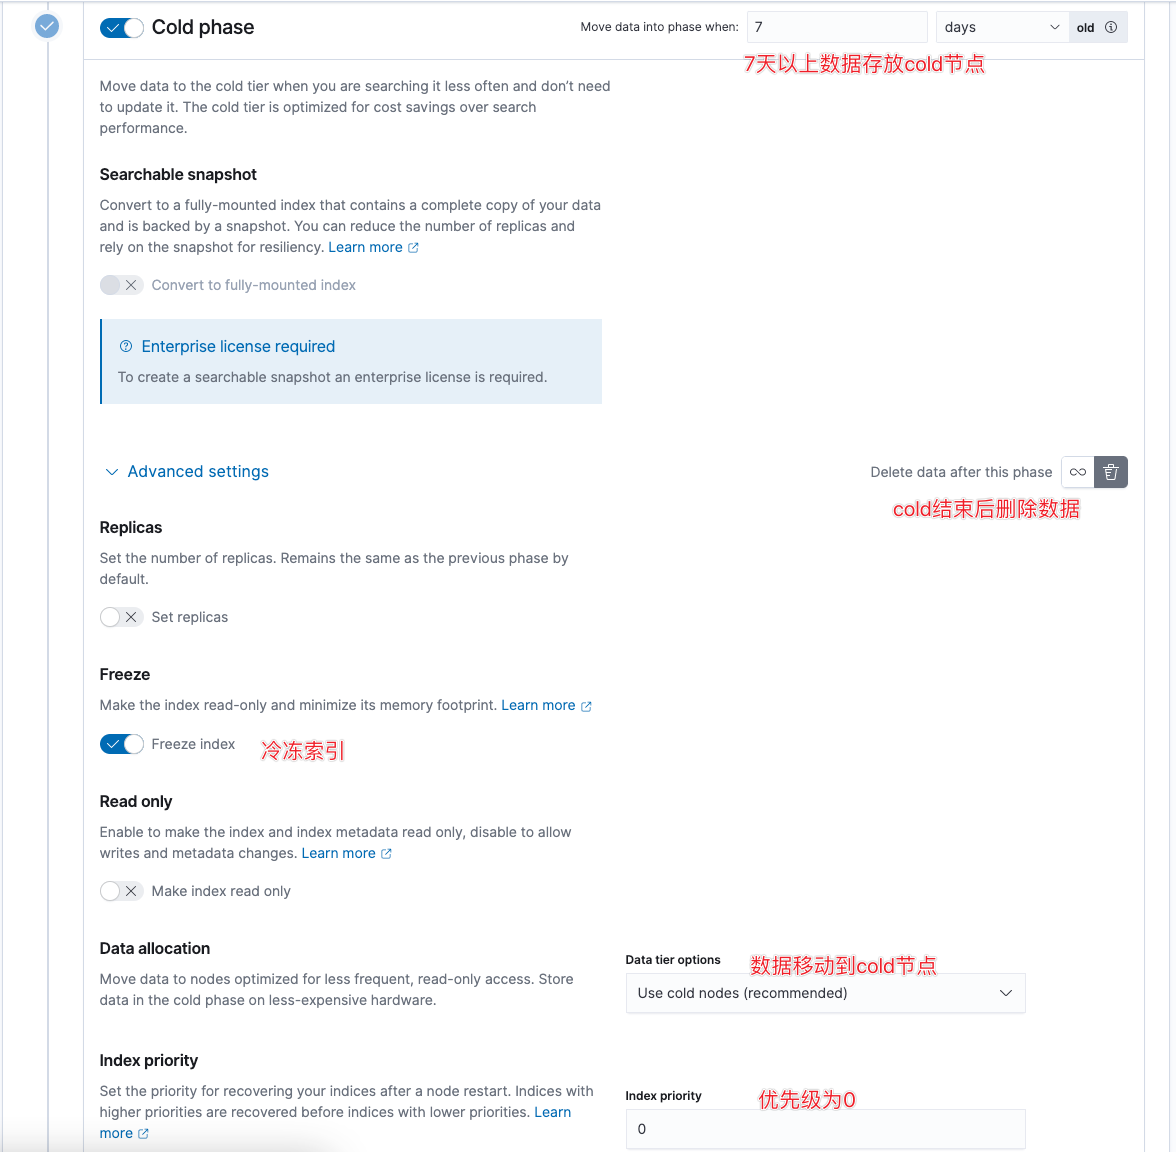 Cold phase
Move data into phase when:
7
days
old
7天以上数据存放cold节点
Move data to the cold tier when you are searching it less often and don’t need
to update it. The cold tier is optimized for cost savings over search
performance.
Searchable snapshot
Convert to a fully-mounted index that contains a complete copy of your data
and is backed by a snapshot. You can reduce the number of replicas and
rely on the snapshot for resiliency. Learn more
Convert to fully-mounted index
Enterprise license required
To create a searchable snapshot an enterprise license is required.
Advanced settings
Delete data after this phase
cold结束后删除数据
Replicas
Set the number of replicas. Remains the same as the previous phase by
default.
Set replicas
Freeze
Make the index read-only and minimize its memory footprint. Learn more
Freeze index
冷冻索引
Read only
Enable to make the index and index metadata read only, disable to allow
writes and metadata changes. Learn more
Make index read only
Data allocation
Move data to nodes optimized for less frequent, read-only access. Store
data in the cold phase on less-expensive hardware.
Data tier options
数据移动到cold节点
Use cold nodes (recommended)
Index priority
Set the priority for recovering your indices after a node restart. Indices with
higher priorities are recovered before indices with lower priorities. Learn
more
Index priority
优先级为0
0